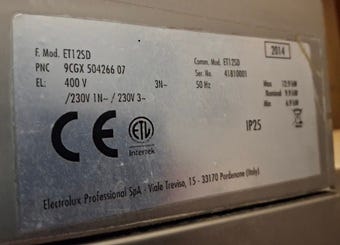 2014
F. Mod. ET12SD Comm. Mod. ET12SD
PNC 9CGX 504266 07 Ser. No. 41810001
EL: 400 V 3N~ 50 Hz Max 12.9 kW
/230V 1N~ / 230V 3~ Nominal 9.9 kW
Min 6.9 kW
CE
ETL
Intertek
IP25
Electrolux Professional SpA - Viale Treviso, 15 - 33170 Pordenone (Italy)